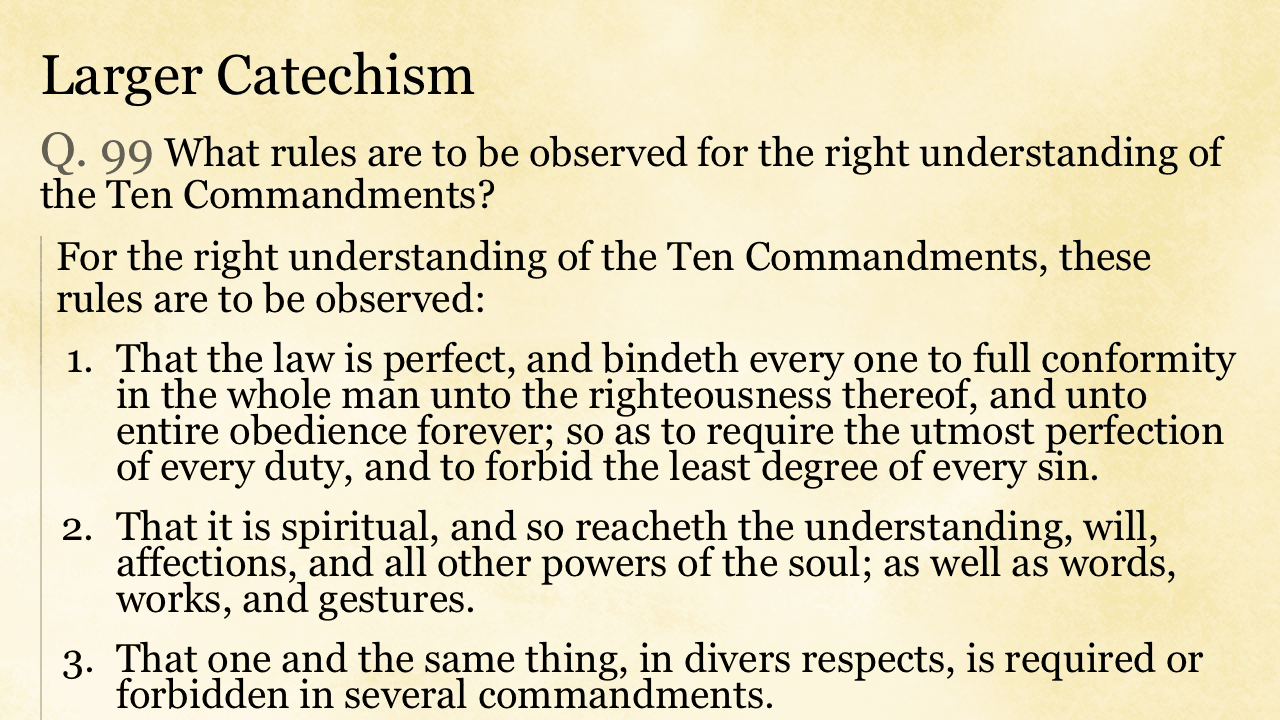 Larger Catechism
Q. 99 What rules are to be observed for the right understanding of
the Ten Commandments?
For the right understanding of the Ten Commandments, these
rules are to be observed:
1. That the law is perfect, and bindeth every one to full conformity
in the whole man unto the righteousness thereof, and unto
entire obedience forever; so as to require the utmost perfection
of every duty, and to forbid the least degree of every sin.
2. That it is spiritual, and so reacheth the understanding, will,
affections, and all other powers of the soul; as well as words,
works, and gestures.
3. That one and the same thing, in divers respects, is required or
forbidden in several commandments.